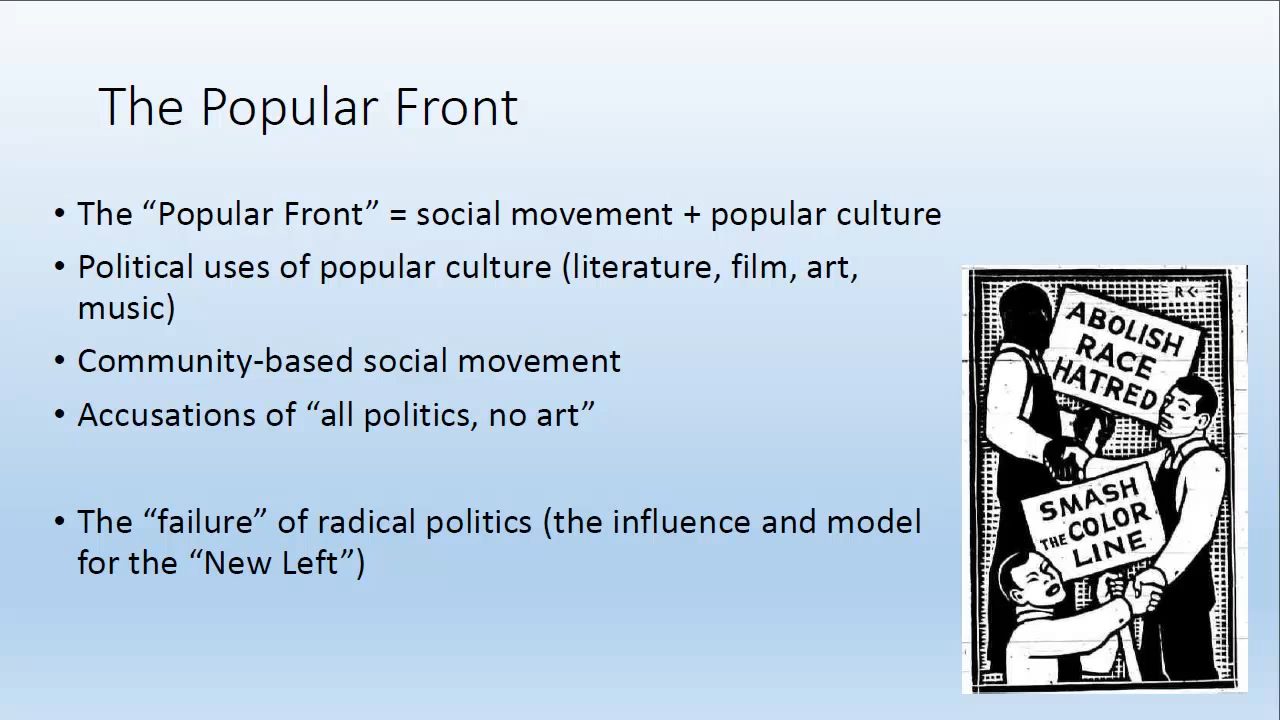 The Popular Front
• The “Popular Front” = social movement + popular culture
• Political uses of popular culture (literature, film, art,
music)
• Community-based social movement
• Accusations of “all politics, no art”
• The “failure” of radical politics (the influence and model
for the “New Left”)
RK
ABOLISH
RACE
HATRED
SMASH
THE COLOR
LINE